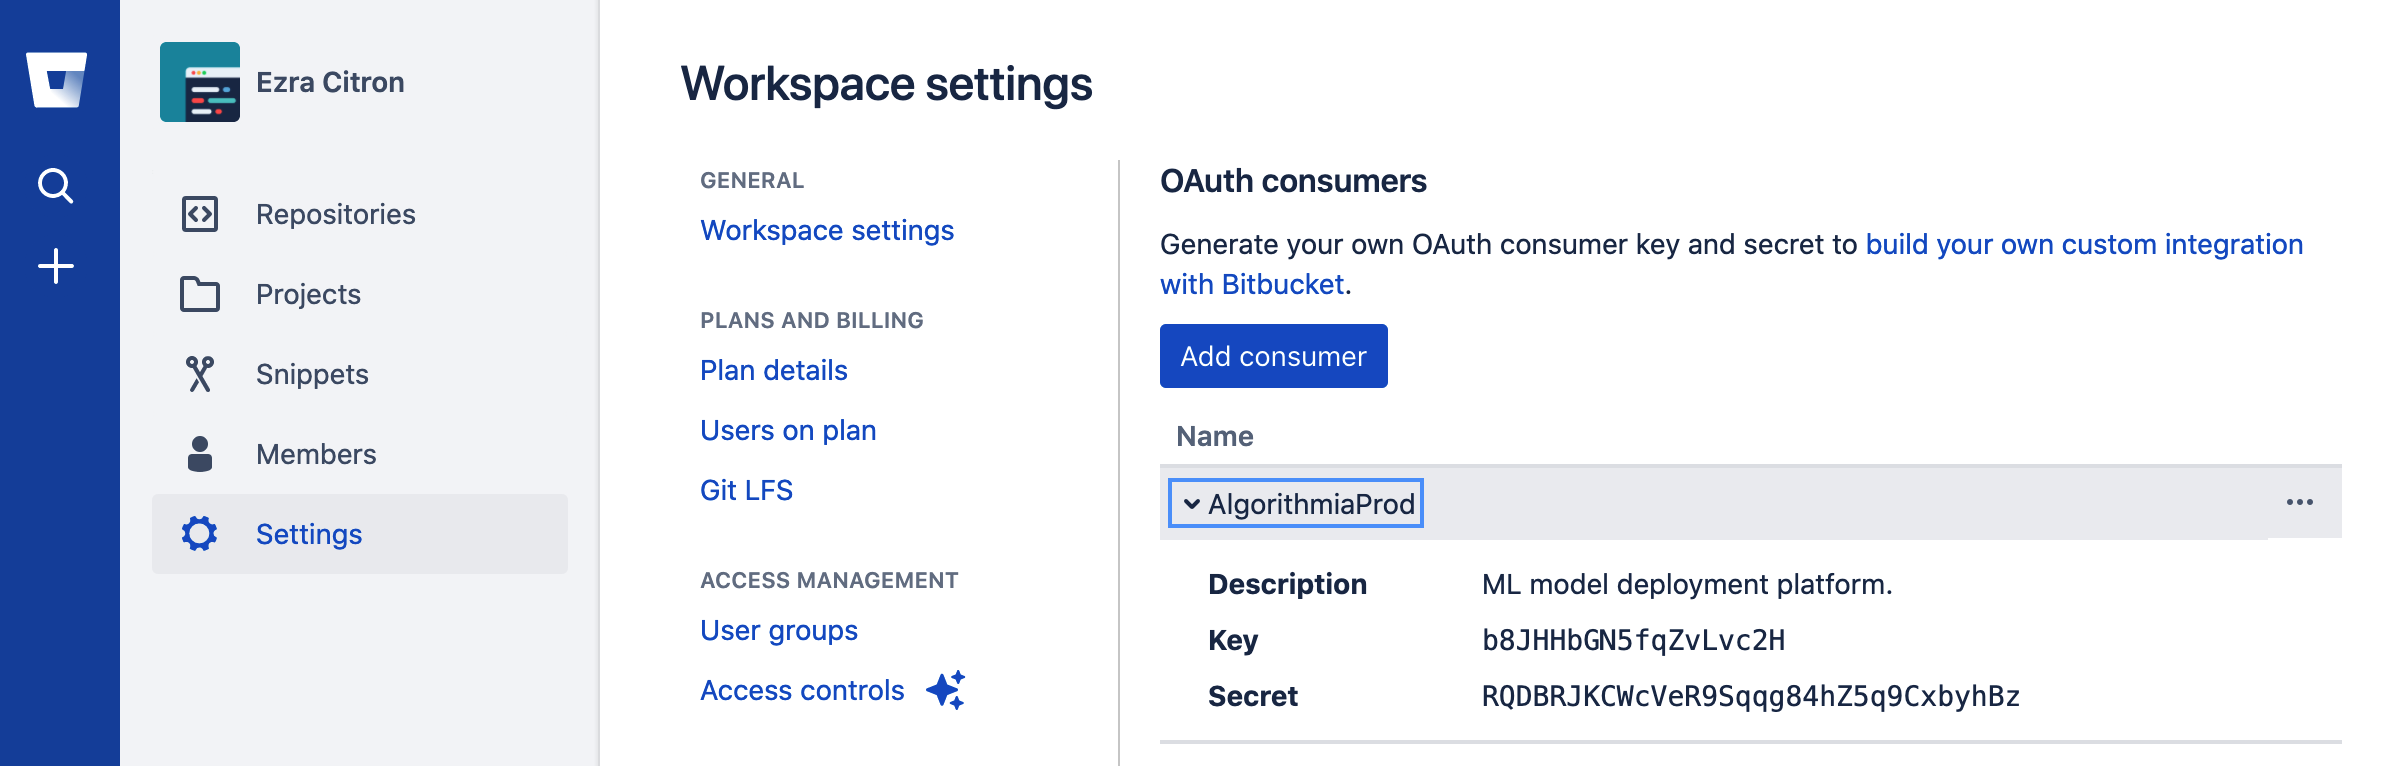 Ezra Citron
Repositories
Projects
Snippets
Members
Settings
Workspace settings
GENERAL
Workspace settings
PLANS AND BILLING
Plan details
Users on plan
Git LFS
ACCESS MANAGEMENT
User groups
Access controls
OAuth consumers
Generate your own OAuth consumer key and secret to build your own custom integration
with Bitbucket.
Add consumer
Name
AlgorithmiaProd
Description ML model deployment platform.
Key b8JHHbGN5fqZvLvc2H
Secret RQDBRJKCWcVeR9Sqqg84hZ5q9CxbyhBz